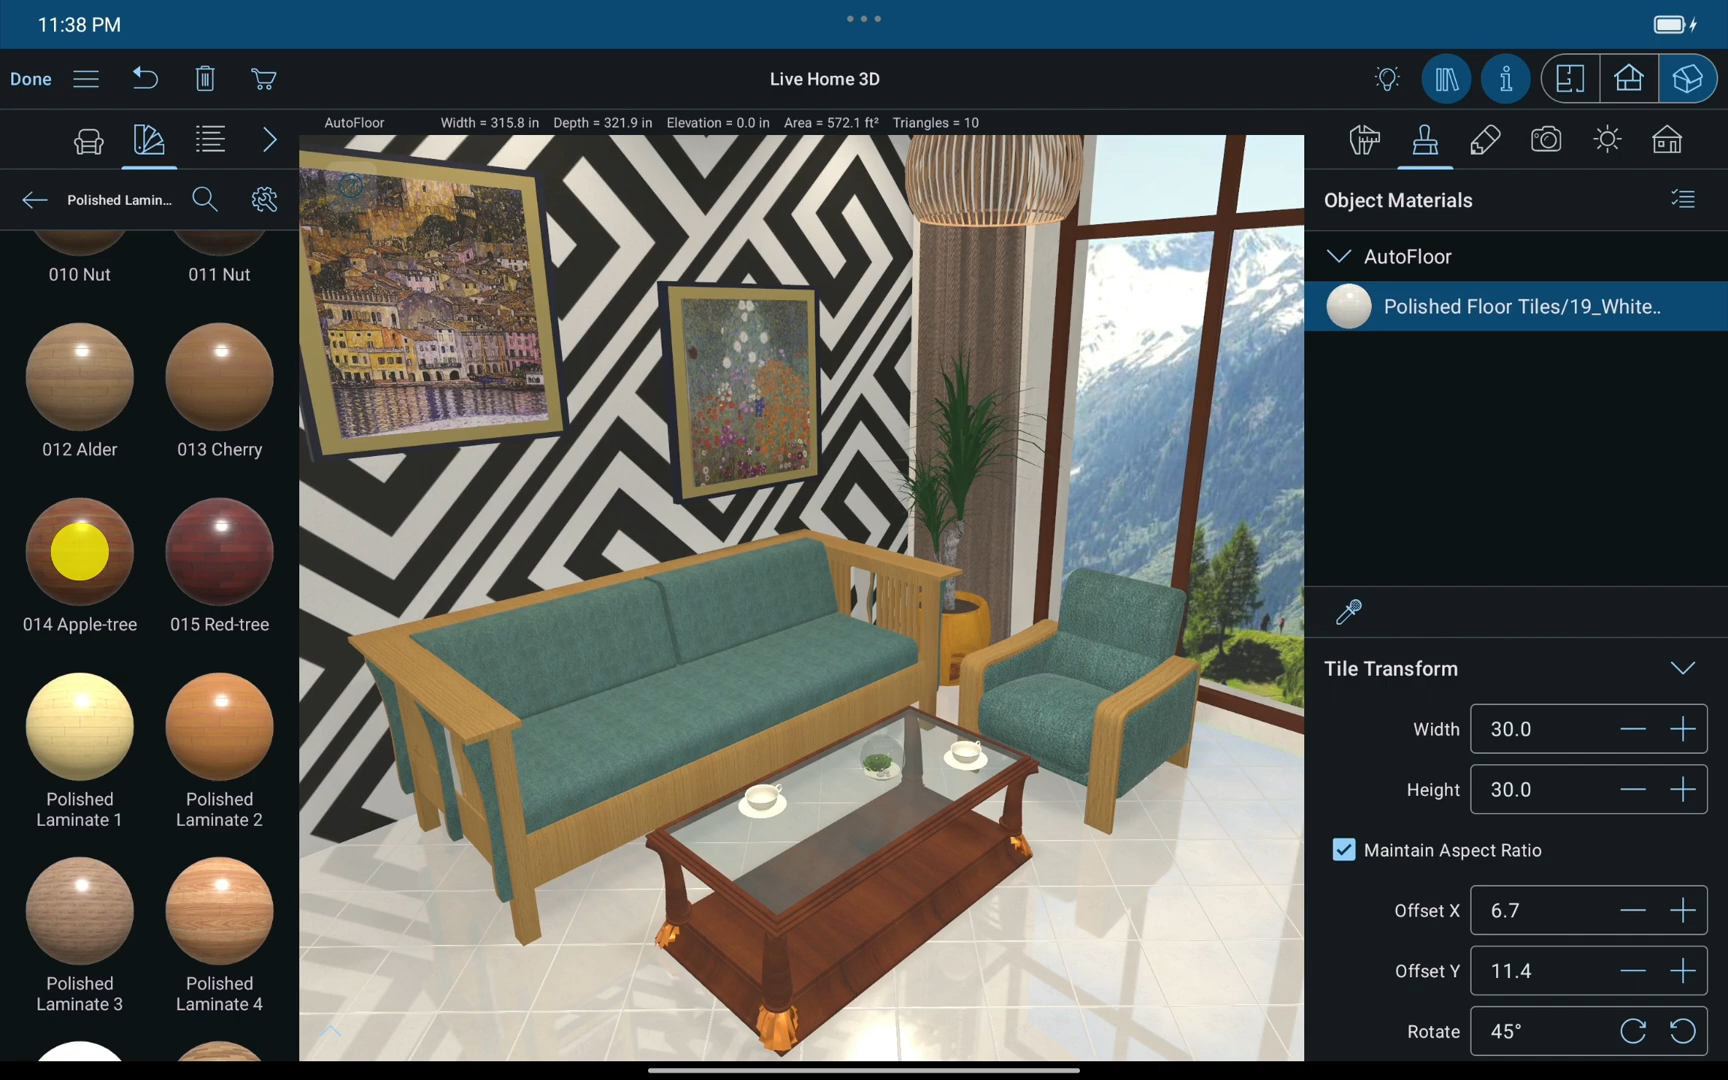 11:38 PM
Done
Live Home 3D
AutoFloor Width = 315.8 in Depth = 321.9 in Elevation = 0.0 in Area = 572.1 ft² Triangles = 10
Polished Lamin...
010 Nut
011 Nut
012 Alder
013 Cherry
014 Apple-tree
015 Red-tree
Polished
Laminate 1
Polished
Laminate 2
Polished
Laminate 3
Polished
Laminate 4
Object Materials
AutoFloor
Polished Floor Tiles/19_White..
Tile Transform
Width 30.0
Height 30.0
Maintain Aspect Ratio
Offset X 6.7
Offset Y 11.4
Rotate 45°